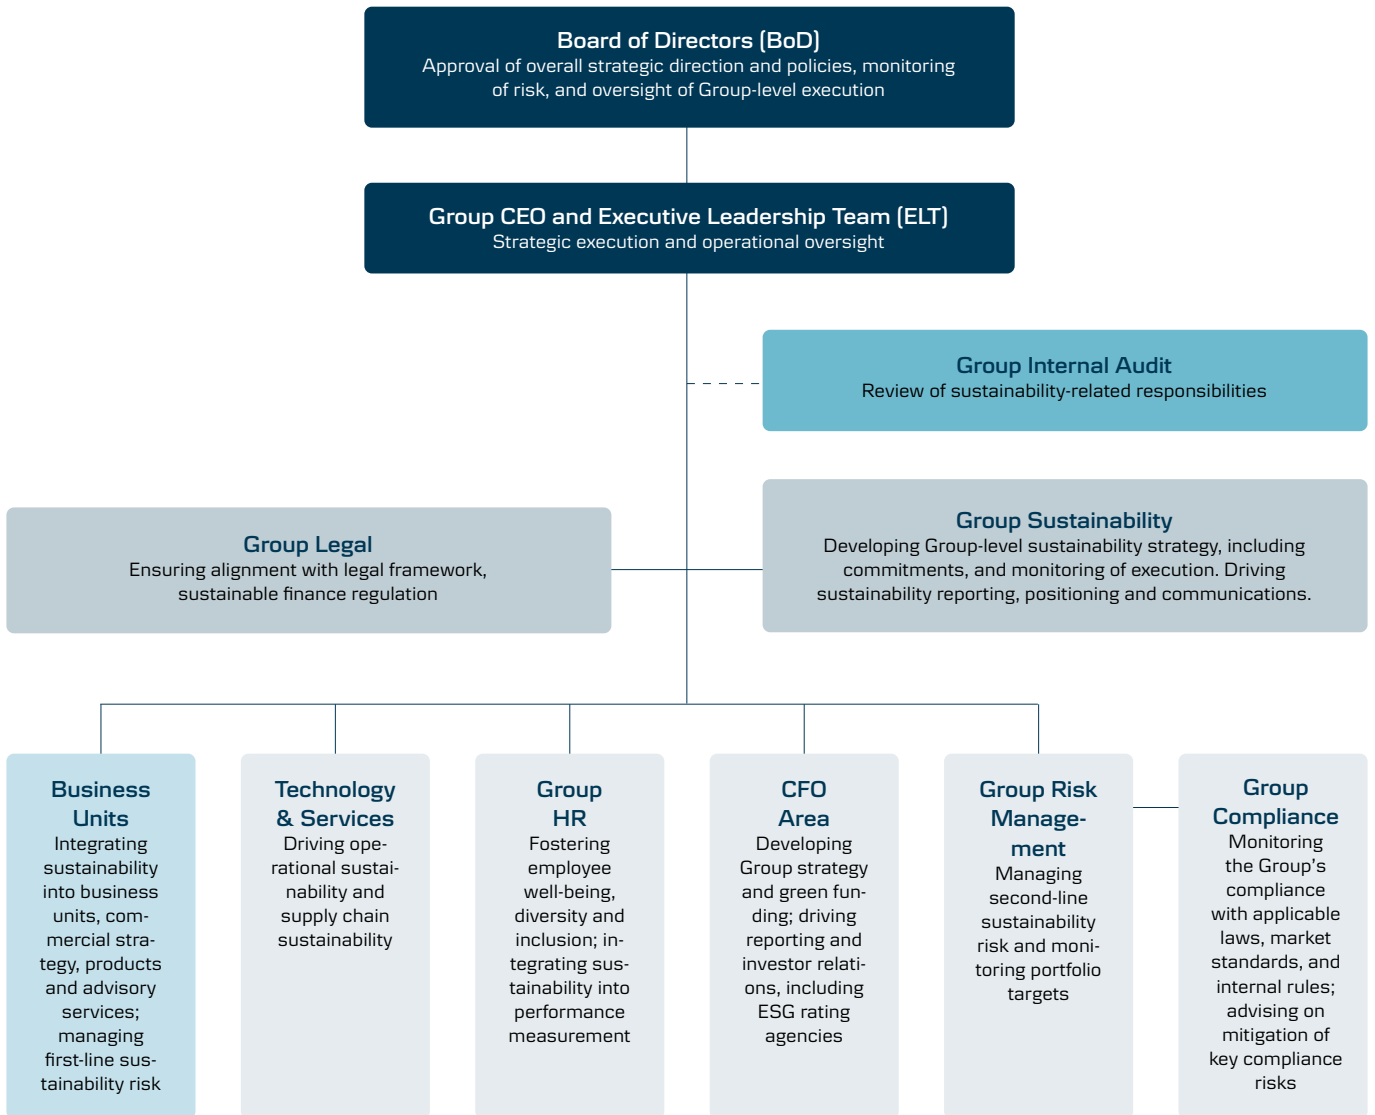 Board of Directors (BoD)
Approval of overall strategic direction and policies, monitoring
of risk, and oversight of Group-level execution
Group CEO and Executive Leadership Team (ELT)
Strategic execution and operational oversight
Group Internal Audit
Review of sustainability-related responsibilities
Group Legal
Ensuring alignment with legal framework,
sustainable finance regulation
Group Sustainability
Developing Group-level sustainability strategy, including
commitments, and monitoring of execution. Driving
sustainability reporting, positioning and communications.
Business
Units
Integrating
sustainability
into business
units, com-
mercial stra-
tegy, products
and advisory
services;
managing
first-line sus-
tainability risk
Technology
& Services
Driving ope-
rational sustai-
nability and
supply chain
sustainability
Group
HR
Fostering
employee
well-being,
diversity and
inclusion; in-
tegrating sus-
tainability into
performance
measurement
CFO
Area
Developing
Group strategy
and green fun-
ding; driving
reporting and
investor relati-
ons, including
ESG rating
agencies
Group Risk
Manage-
ment
Managing
second-line
sustainability
risk and moni-
toring portfolio
targets
Group
Compliance
Monitoring
the Group's
compliance
with applicable
laws, market
standards, and
internal rules;
advising on
mitigation of
key compliance
risks